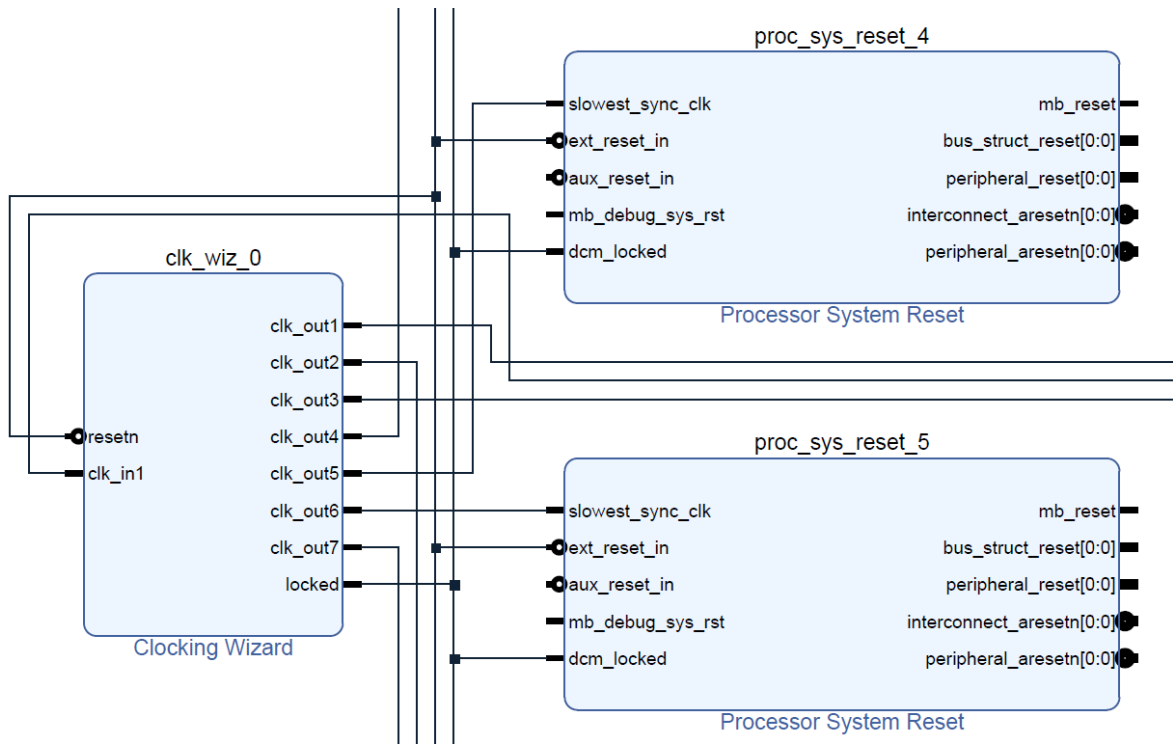 proc_sys_reset_4
slowest_sync_clk
mb_reset
ext_reset_in
bus_struct_reset[0:0]
aux_reset_in
peripheral_reset[0:0]
mb_debug_sys_rst
interconnect_aresetn[0:0]
dcm_locked
peripheral_aresetn[0:0]
Processor System Reset
clk_wiz_0
clk_out1
clk_out2
clk_out3
resetn
clk_out4
clk_in1
clk_out5
clk_out6
clk_out7
locked
Clocking Wizard
proc_sys_reset_5
slowest_sync_clk
mb_reset
ext_reset_in
bus_struct_reset[0:0]
aux_reset_in
peripheral_reset[0:0]
mb_debug_sys_rst
interconnect_aresetn[0:0]
dcm_locked
peripheral_aresetn[0:0]
Processor System Reset